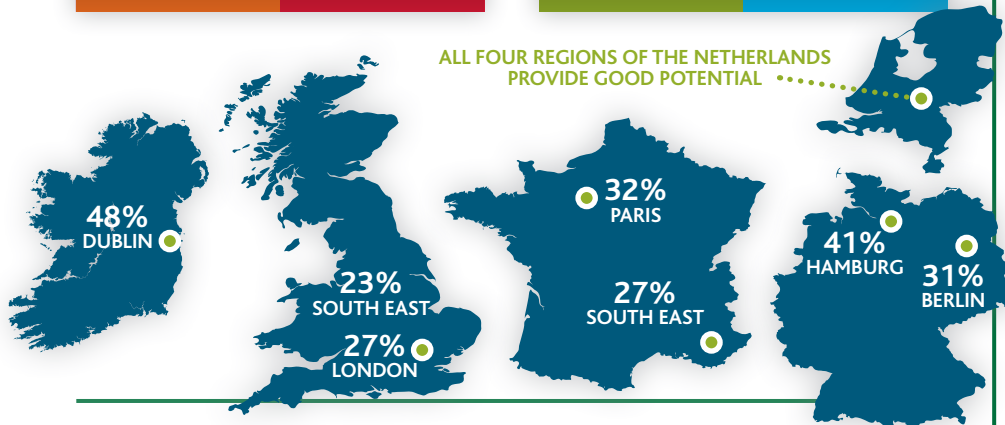 ALL FOUR REGIONS OF THE NETHERLANDS
PROVIDE GOOD POTENTIAL
48%
DUBLIN
23%
SOUTH EAST
27%
LONDON
32%
PARIS
27%
SOUTH EAST
41%
HAMBURG
31%
BERLIN